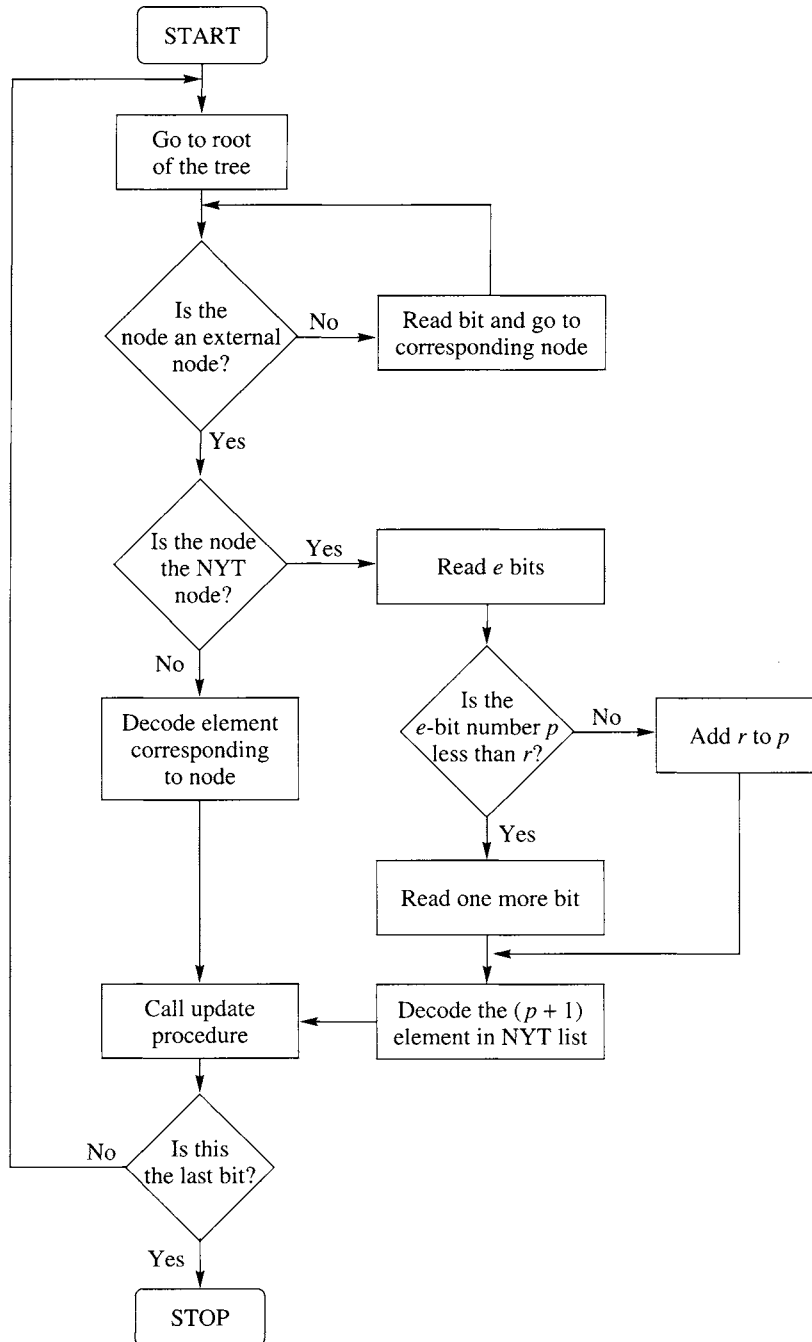 START
Go to root
of the tree
Is the
node an external
node?
No
Read bit and go to
corresponding node
Yes
Is the node
the NYT
node?
Yes
Read e bits
No
Decode element
corresponding
to node
Is the
e-bit number p
less than r?
No
Add r to p
Yes
Read one more bit
Call update
procedure
Decode the (p + 1)
element in NYT list
No
Is this
the last bit?
Yes
STOP